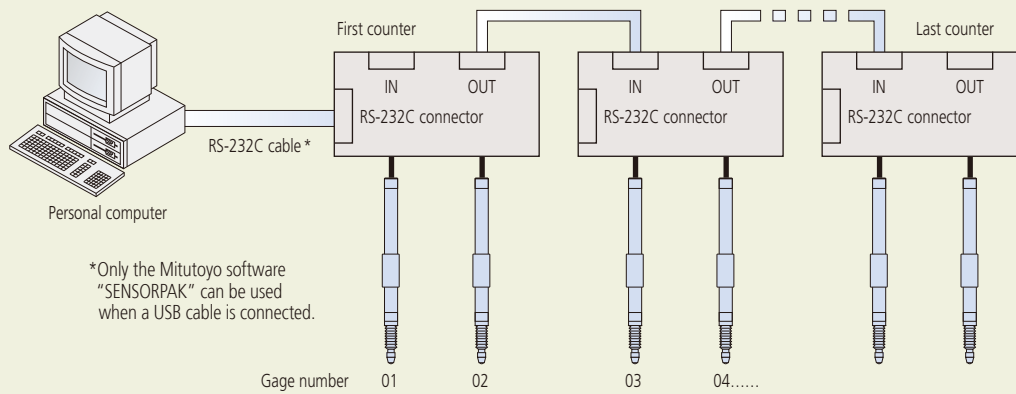 First counter
Last counter
IN OUT
RS-232C connector
IN OUT
RS-232C connector
IN OUT
RS-232C connector
RS-232C cable *
Personal computer
*Only the Mitutoyo software
“SENSORPAK” can be used
when a USB cable is connected.
Gage number 01 02 03 04......